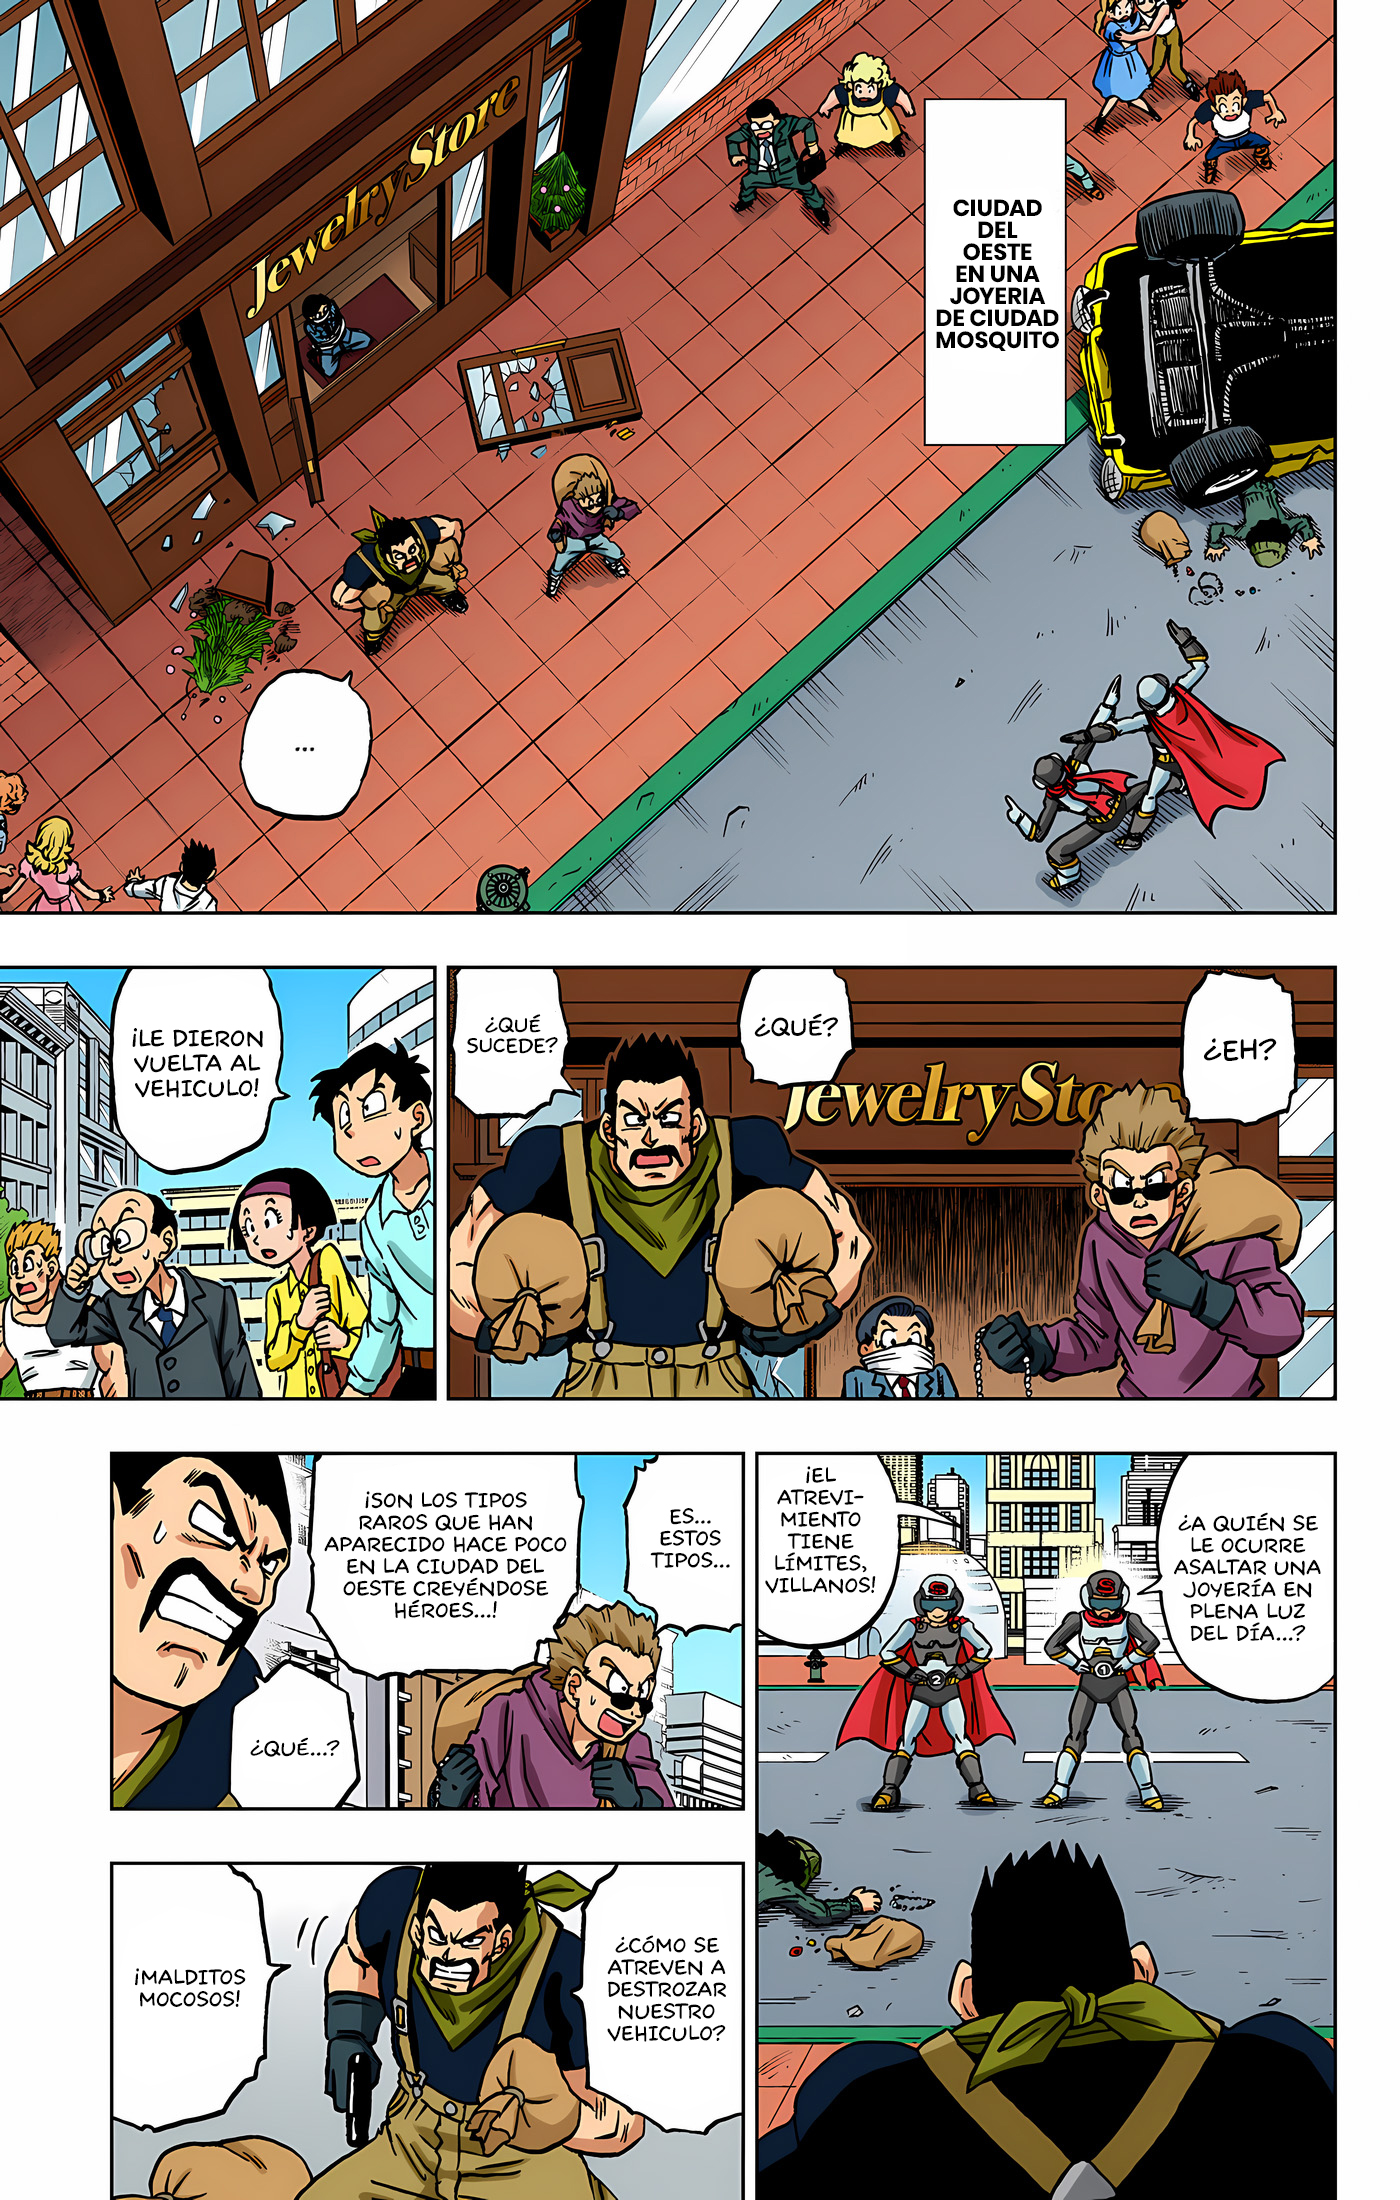 Jewelry Store
CIUDAD
DEL
OESTE
EN UNA
JOYERIA
DE CIUDAD
MOSQUITO
...
¿EH?
¿QUÉ?
¿QUÉ
SUCEDE?
Jewelry Sto
¡LE DIERON
VUELTA AL
VEHICULO!
¿A QUIÉN SE
LE OCURRE
ASALTAR UNA
JOYERÍA EN
PLENA LUZ
DEL DÍA...?
¡EL
ATREVI-
MIENTO
TIENE
LÍMITES,
VILLANOS!
S
S
2
1
ES...
ESTOS
TIPOS...
¡SON LOS TIPOS
RAROS QUE HAN
APARECIDO HACE POCO
EN LA CIUDAD DEL
OESTE CREYÉNDOSE
HÉROES...!
¿QUÉ...?
¿CÓMO SE
ATREVEN A
DESTROZAR
NUESTRO
VEHICULO?
¡MALDITOS
MOCOSOS!